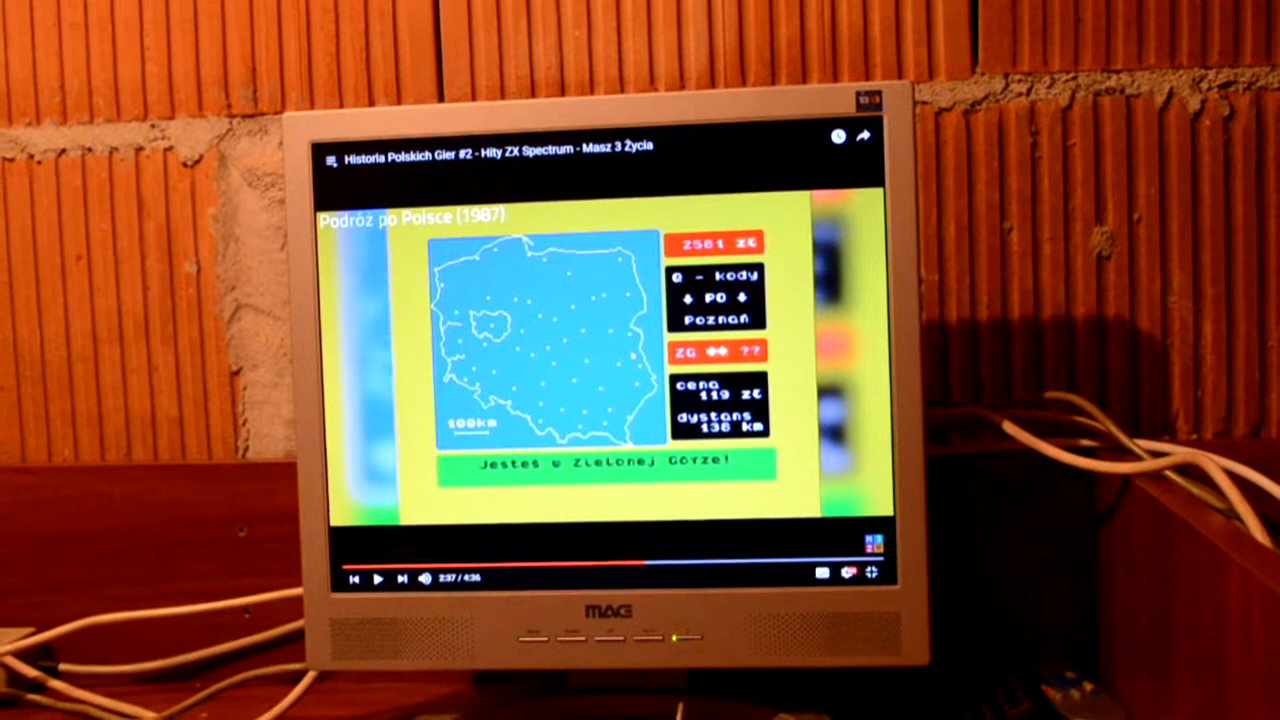 Historia Polskich Gier #2 - Hity ZX Spectrum - Masz 3 Życia
Podróż po Polsce (1987)
2581 zł
Q - kody
↓ PO ↓
Poznań
ZG ◆◆ ??
cena
119 zł
dystans
138 km
100km
Jesteś w Zielonej Górze!
2:37 / 4:36
MAG